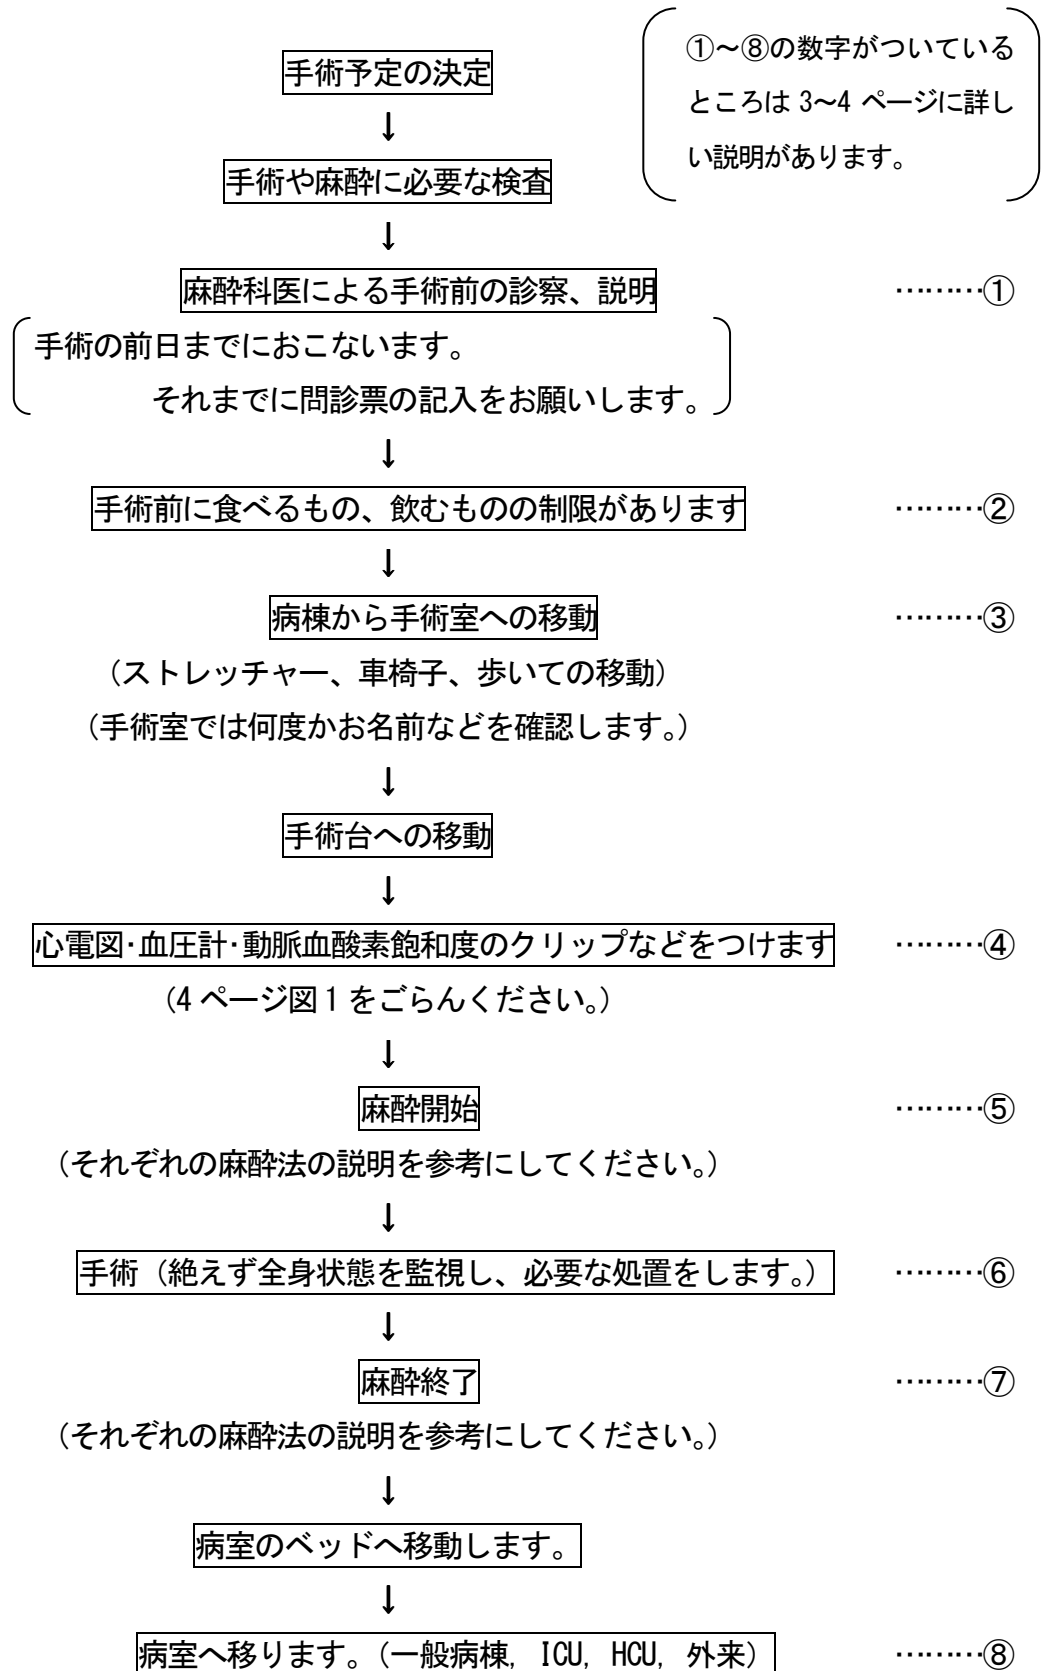 ①～⑧の数字がついている
ところは 3～4 ページに詳し
い説明があります。
手術予定の決定
↓
手術や麻酔に必要な検査
↓
麻酔科医による手術前の診察、説明 ………①
手術の前日までにおこないます。
それまでに問診票の記入をお願いします。
↓
手術前に食べるもの、飲むものの制限があります ………②
↓
病棟から手術室への移動 ………③
（ストレッチャー、車椅子、歩いての移動）
（手術室では何度かお名前などを確認します。）
↓
手術台への移動
↓
心電図・血圧計・動脈血酸素飽和度のクリップなどをつけます ………④
（4 ページ図 1 をごらんください。）
↓
麻酔開始 ………⑤
（それぞれの麻酔法の説明を参考にしてください。）
↓
手術（絶えず全身状態を監視し、必要な処置をします。） ………⑥
↓
麻酔終了 ………⑦
（それぞれの麻酔法の説明を参考にしてください。）
↓
病室のベッドへ移動します。
↓
病室へ移ります。（一般病棟, ICU, HCU, 外来） ………⑧